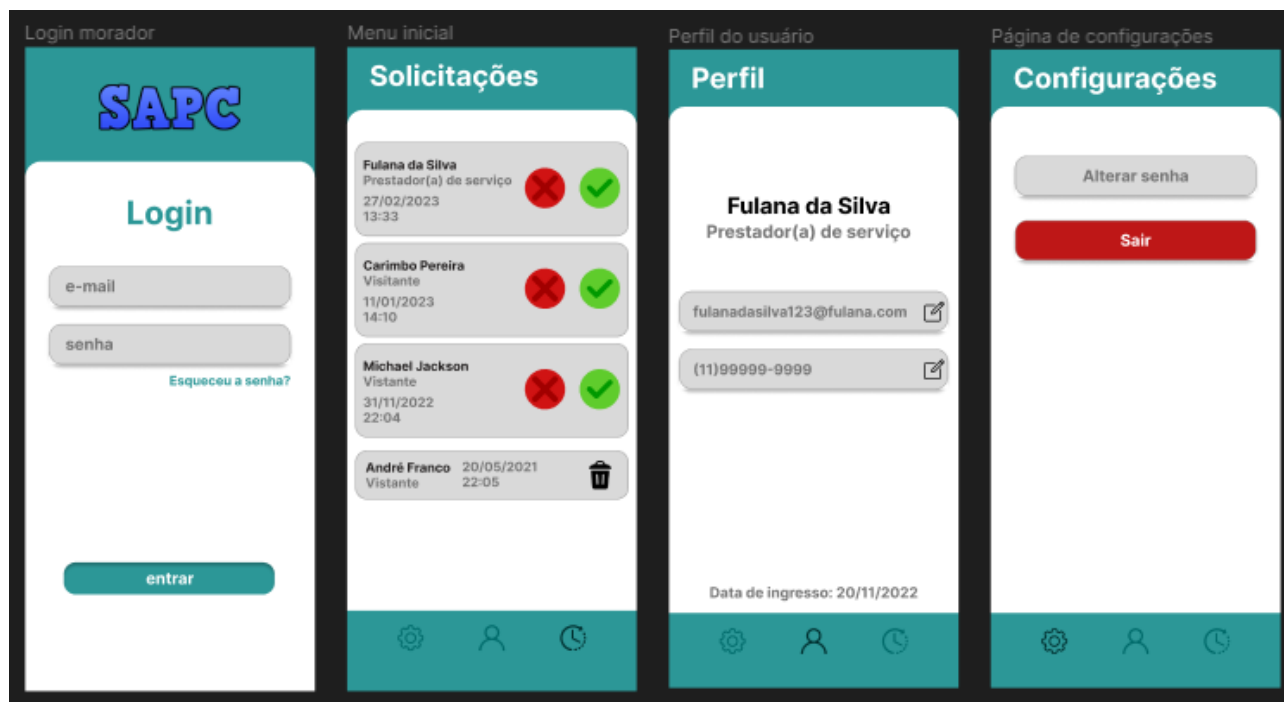 Login morador
SAPC
Login
e-mail
senha
Esqueceu a senha?
entrar
Menu inicial
Solicitações
Fulana da Silva
Prestador(a) de serviço
27/02/2023
13:33
Carimbo Pereira
Visitante
11/01/2023
14:10
Michael Jackson
Vistante
31/11/2022
22:04
André Franco 20/05/2021
Vistante 22:05
Perfil do usuário
Perfil
Fulana da Silva
Prestador(a) de serviço
fulanadasilva123@fulana.com
(11)99999-9999
Data de ingresso: 20/11/2022
Página de configurações
Configurações
Alterar senha
Sair